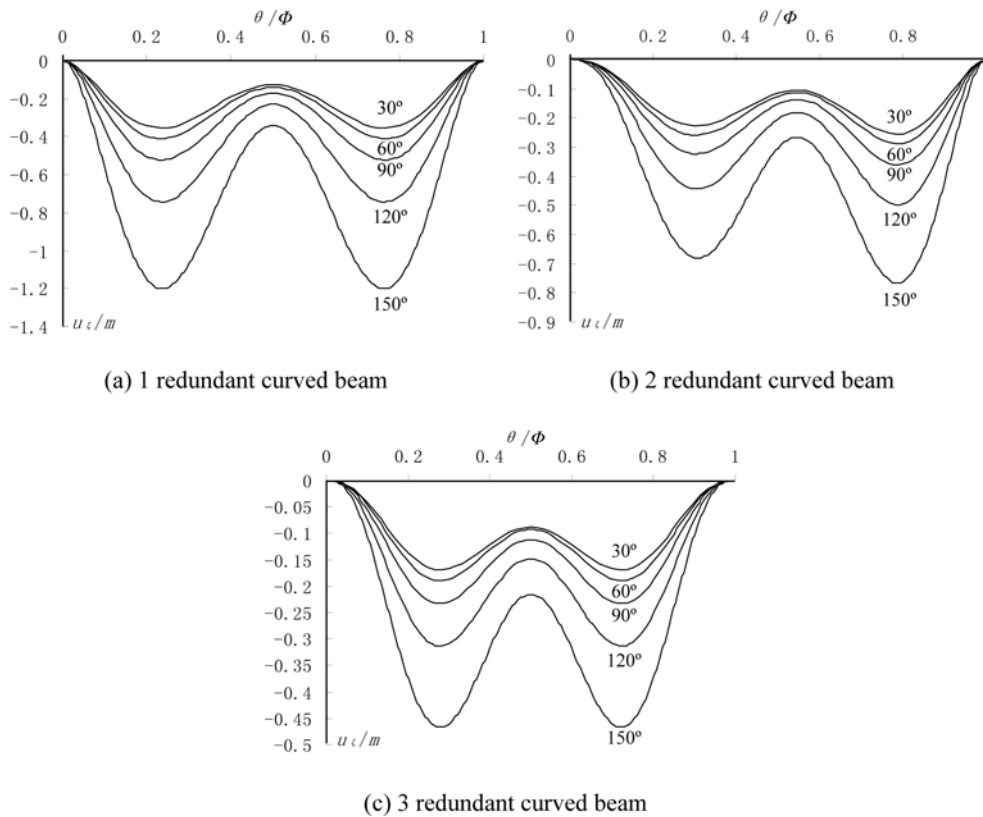 θ/Φ
0 0.2 0.4 0.6 0.8 1
0
-0.2
-0.4
-0.6
-0.8
-1
-1.2
-1.4
30º
60º
90º
120º
150º
uζ/m
(a) 1 redundant curved beam
θ/Φ
0 0.2 0.4 0.6 0.8
0
-0.1
-0.2
-0.3
-0.4
-0.5
-0.6
-0.7
-0.8
-0.9
30º
60º
90º
120º
150º
uζ/m
(b) 2 redundant curved beam
θ/Φ
0 0.2 0.4 0.6 0.8 1
0
-0.05
-0.1
-0.15
-0.2
-0.25
-0.3
-0.35
-0.4
-0.45
-0.5
30º
60º
90º
120º
150º
uζ/m
(c) 3 redundant curved beam